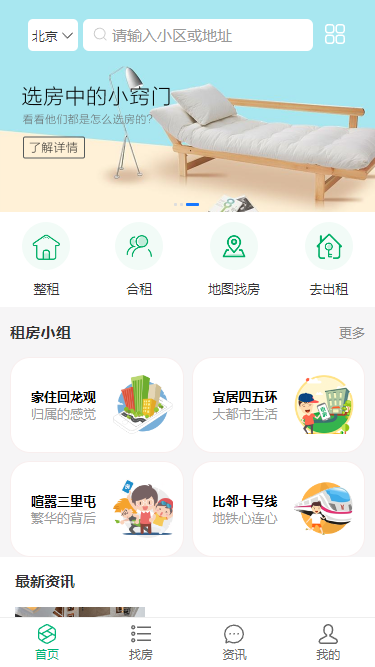 北京
请输入小区或地址
选房中的小窍门
看看他们都是怎么选房的?
了解详情
整租
合租
地图找房
去出租
租房小组
更多
家住回龙观
归属的感觉
宜居四五环
大都市生活
喧嚣三里屯
繁华的背后
比邻十号线
地铁心连心
最新资讯
首页
找房
资讯
我的